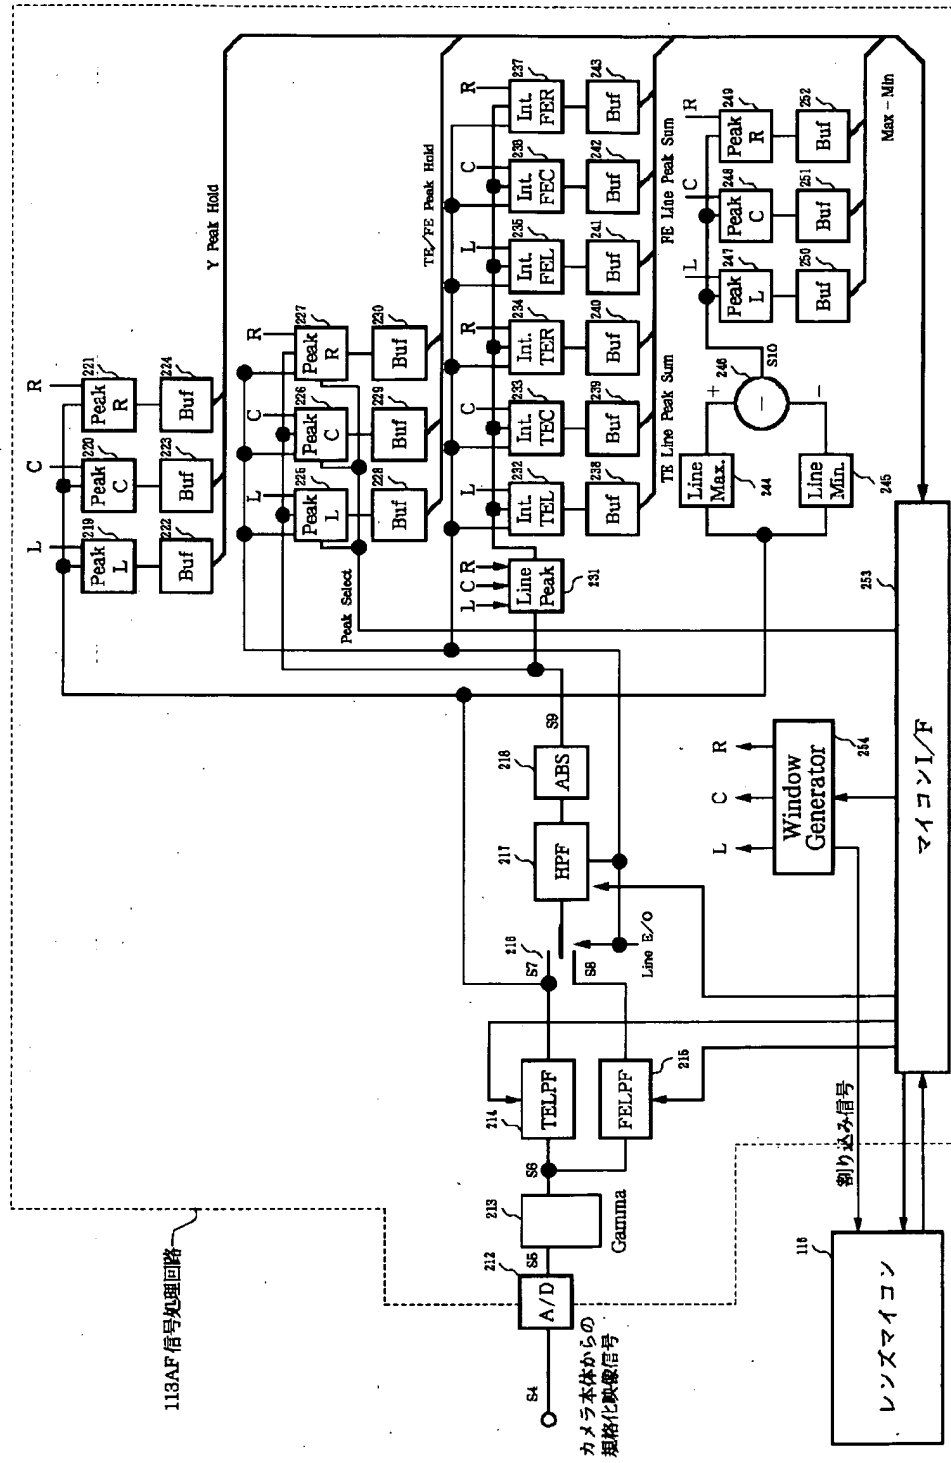 113AF信号処理回路
カメラ本体からの
規格化映像信号
S4
A/D
212
S5
213
Gamma
S6
TELPF
214
FELPF
215
S7
S8
216
Line E/O
HPF
217
ABS
218
S9
L
C
R
Peak L
219
Peak C
220
Peak R
221
Buf
222
Buf
223
Buf
224
Y Peak Hold
L
C
R
Peak L
225
Peak C
226
Peak R
227
Buf
228
Buf
229
Buf
230
TE/FE Peak Hold
Peak Select
L
C
R
Line Peak
231
L
C
R
L
C
R
Int. TEL
232
Int. TEC
233
Int. TER
234
Int. FEL
235
Int. FEC
Int. FER
237
Buf
238
Buf
239
Buf
240
Buf
241
Buf
242
Buf
243
TE Line Peak Sum
FE Line Peak Sum
Line Max.
244
Line Min.
245
+
−
−
246
S10
L
C
R
Peak L
247
Peak C
248
Peak R
249
Buf
250
Buf
251
Buf
252
Max - Min
L
C
R
Window
Generator
254
マイコンI/F
253
割り込み信号
レンズマイコン
116